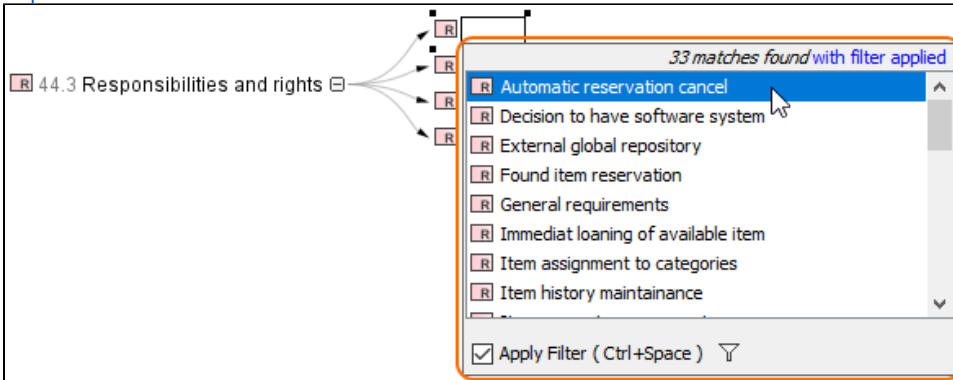 R
33 matches found with filter applied
R
R 44.3 Responsibilities and rights
R Automatic reservation cancel
R Decision to have software system
R
R External global repository
R
R Found item reservation
R General requirements
R Immediat loaning of available item
R Item assignment to categories
R Item history maintainance
Apply Filter ( Ctrl+Space )